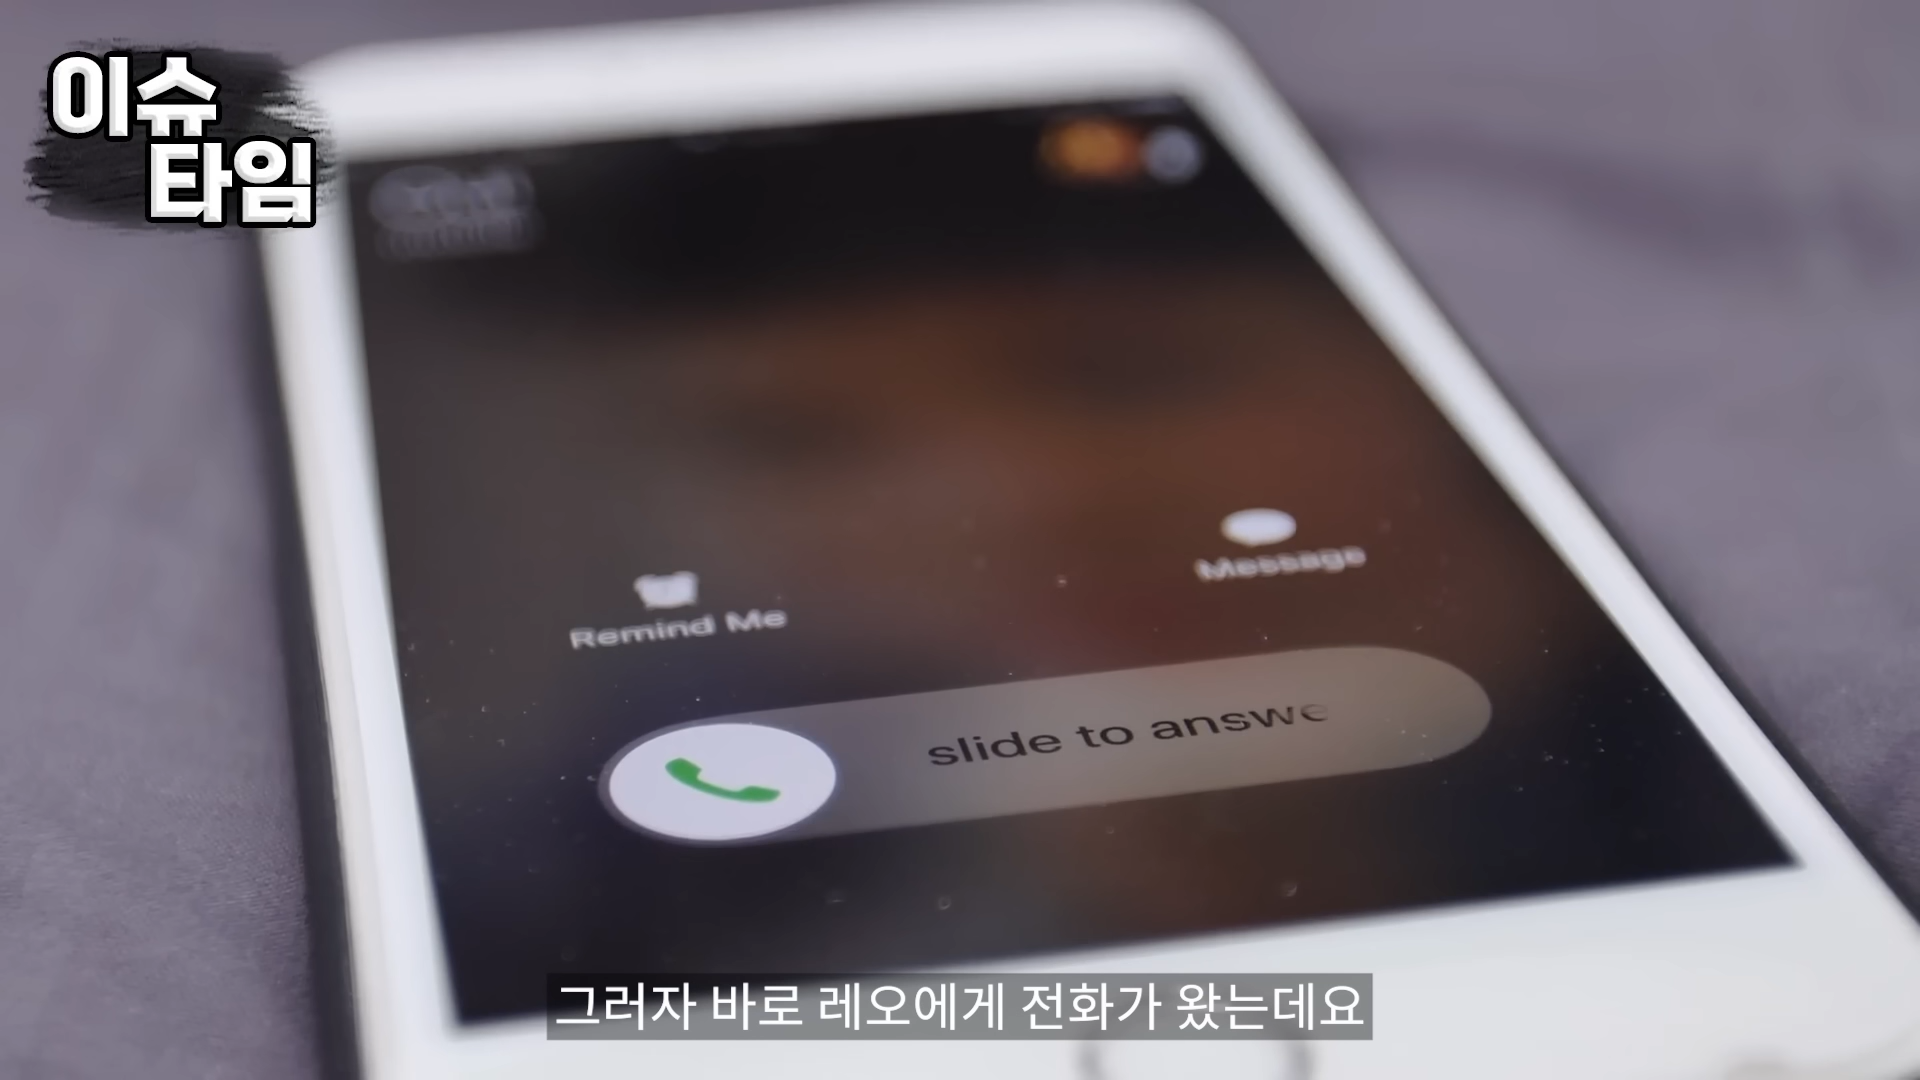 이슈
타임
Remind Me
Message
slide to answe
그러자 바로 레오에게 전화가 왔는데요